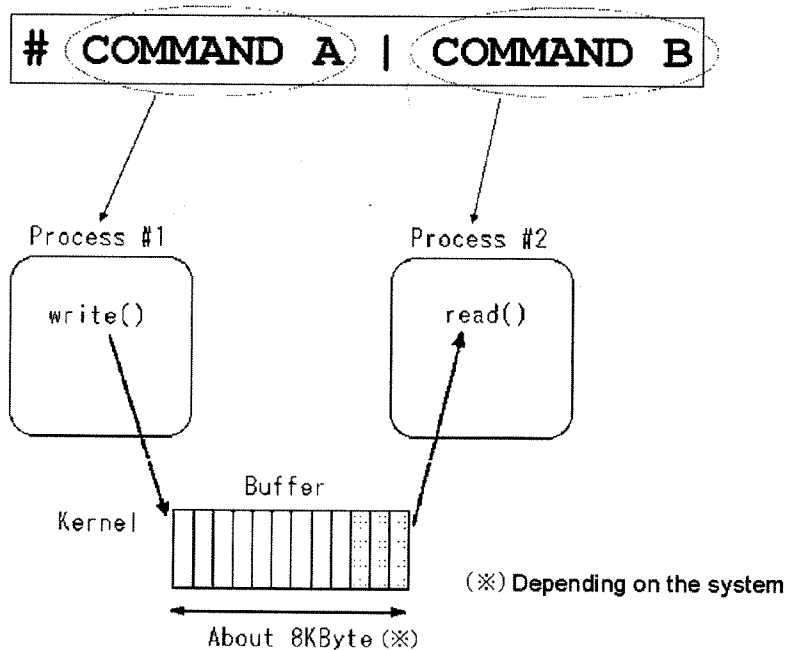 # COMMAND A | COMMAND B
Process #1
Process #2
write()
read()
Buffer
Kernel
(※) Depending on the system
About 8KByte (※)